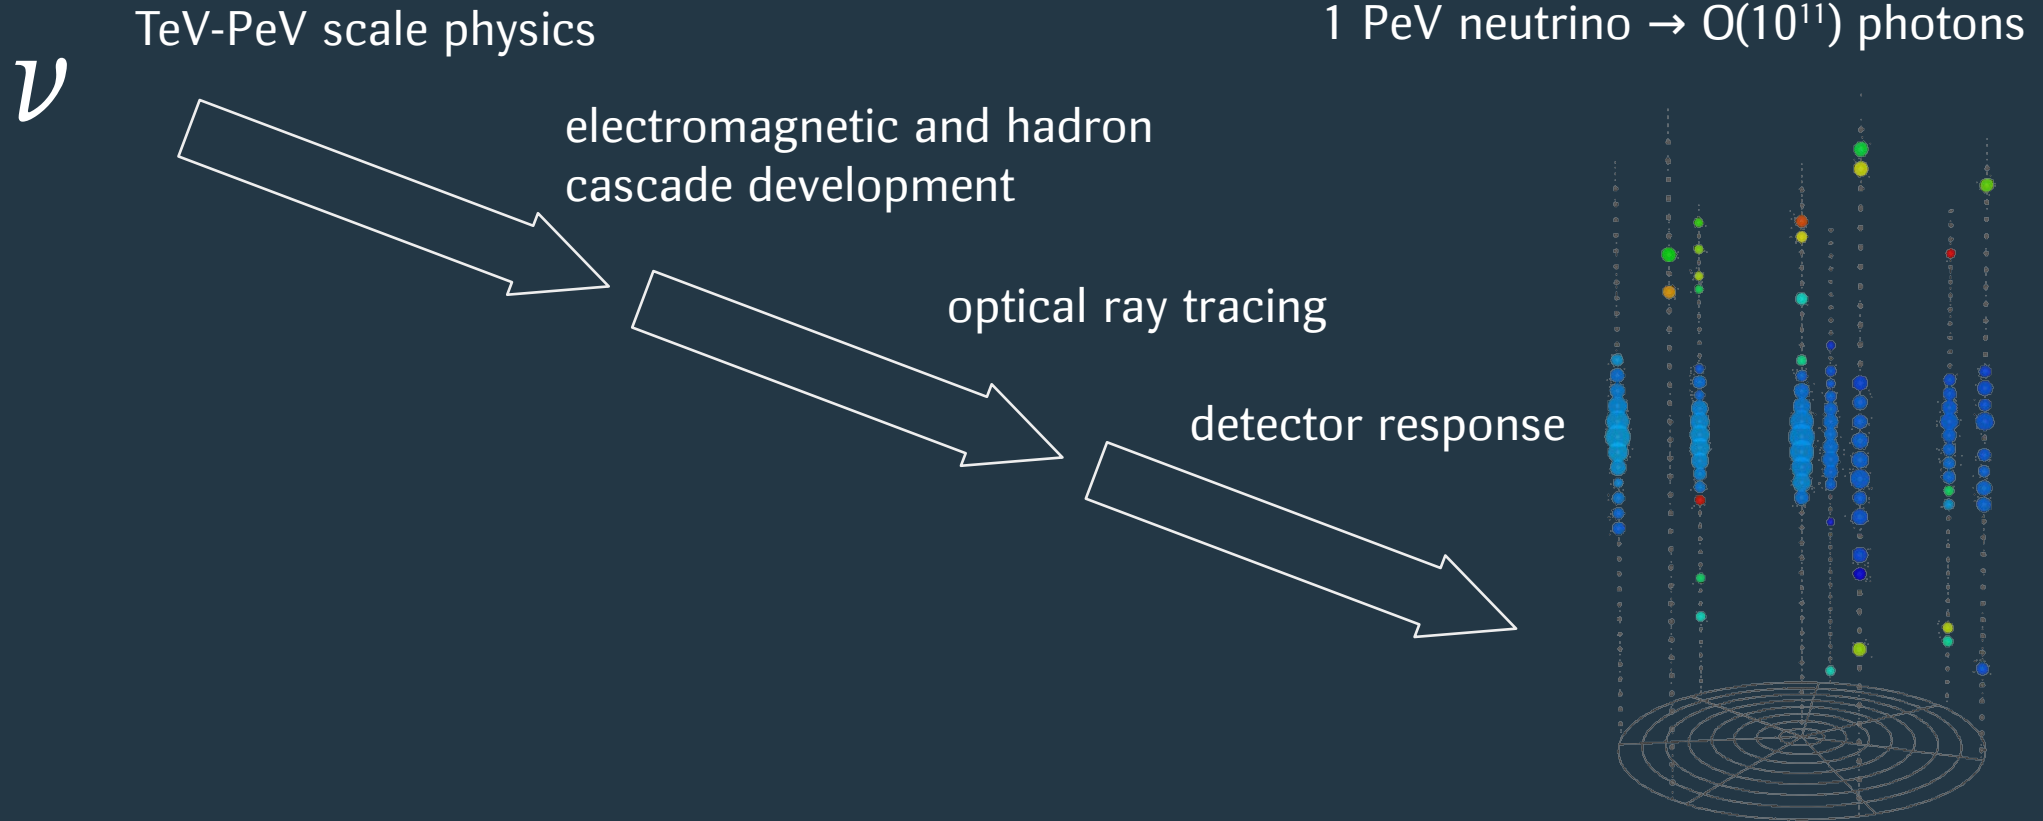 ν
TeV-PeV scale physics
1 PeV neutrino → O(10¹¹) photons
electromagnetic and hadron
cascade development
optical ray tracing
detector response